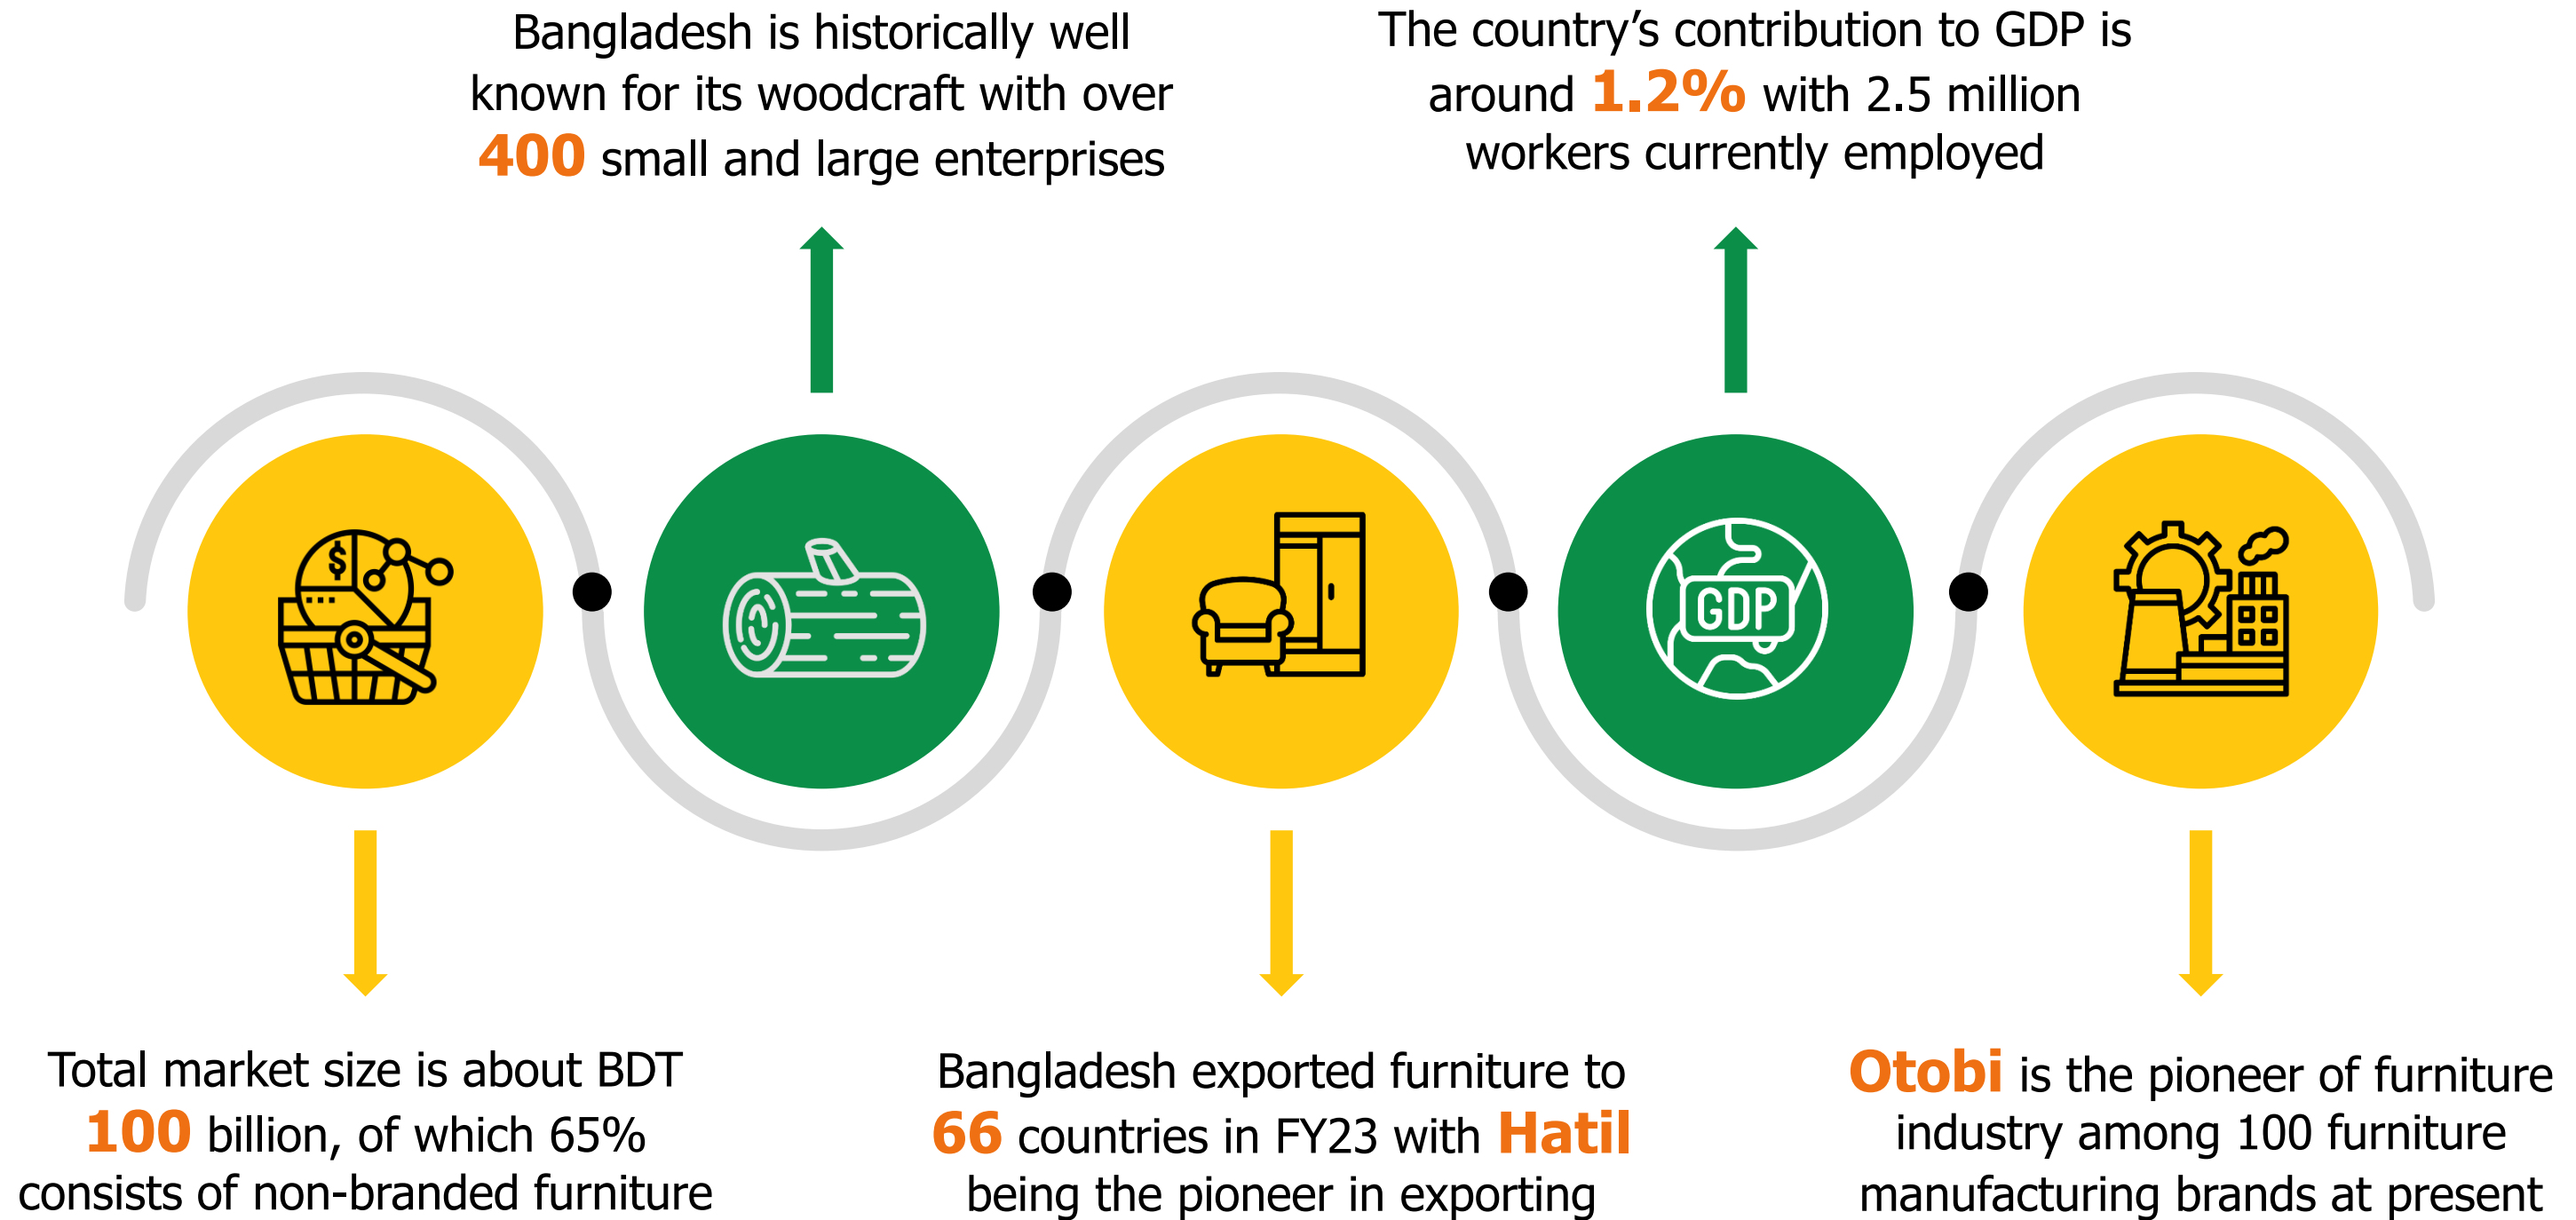 Bangladesh is historically well
known for its woodcraft with over
400 small and large enterprises
The country’s contribution to GDP is
around 1.2% with 2.5 million
workers currently employed
$
GDP
Total market size is about BDT
100 billion, of which 65%
consists of non-branded furniture
Bangladesh exported furniture to
66 countries in FY23 with Hatil
being the pioneer in exporting
Otobi is the pioneer of furniture
industry among 100 furniture
manufacturing brands at present